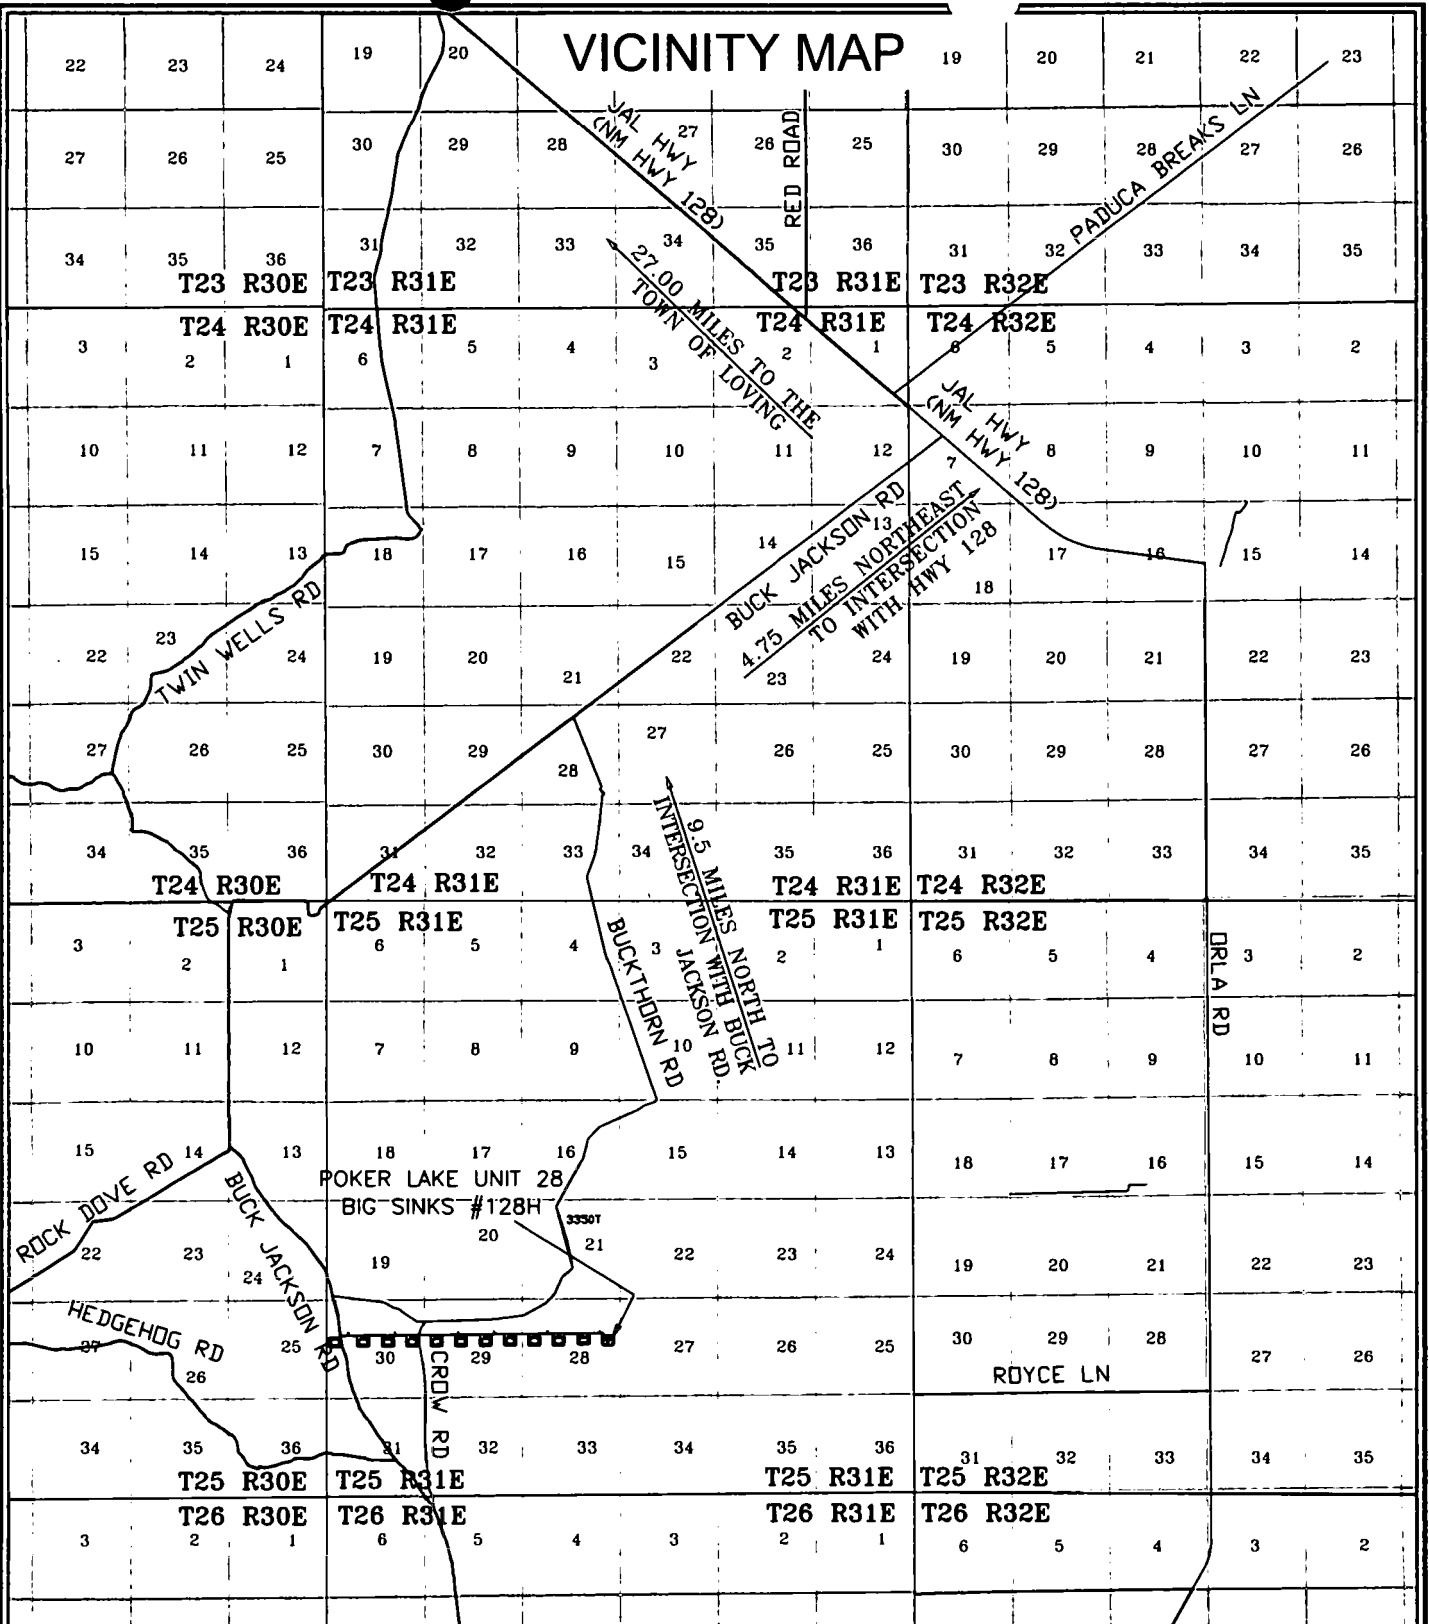 VICINITY MAP
22 23 24 19 20 19 20 21 22 23
JAL HWY
(NM HWY 128)
RED ROAD
PADUCA BREAKS LN
27 26 25 30 29 28 27 26 25 30 29 28 27 26
34 35 36 31 32 33 34 35 36 31 32 33 34 35
T23 R30E T23 R31E T23 R31E T23 R32E
27.00 MILES TO THE
TOWN OF LOVING
T24 R30E T24 R31E T24 R31E T24 R32E
3 2 1 6 5 4 3 2 1 6 5 4 3 2
JAL HWY
(NM HWY 128)
10 11 12 7 8 9 10 11 12 7 8 9 10 11
BUCK JACKSON RD
4.75 MILES NORTHEAST
TO INTERSECTION
WITH HWY 128
15 14 13 18 17 16 15 14 13 18 17 16 15 14
TWIN WELLS RD
22 23 24 19 20 21 22 23 24 19 20 21 22 23
27 26 25 30 29 28 27 26 25 30 29 28 27 26
9.5 MILES NORTH TO
INTERSECTION WITH BUCK
JACKSON RD.
34 35 36 31 32 33 34 35 36 31 32 33 34 35
T24 R30E T24 R31E T24 R31E T24 R32E
T25 R30E T25 R31E T25 R31E T25 R32E
3 2 1 6 5 4 3 2 1 6 5 4 3 2
BUCKTHORN RD
ORLA RD
10 11 12 7 8 9 10 11 12 7 8 9 10 11
15 14 13 18 17 16 15 14 13 18 17 16 15 14
ROCK DOVE RD
BUCK JACKSON RD
POKER LAKE UNIT 28
BIG SINKS #128H
3350'
22 23 24 19 20 21 22 23 24 19 20 21 22 23
HEDGEHOG RD
27 26 25 30 29 28 27 26 25 30 29 28 27 26
CROW RD
ROYCE LN
34 35 36 31 32 33 34 35 36 31 32 33 34 35
T25 R30E T25 R31E T25 R31E T25 R32E
T26 R30E T26 R31E T26 R31E T26 R32E
3 2 1 6 5 4 3 2 1 6 5 4 3 2